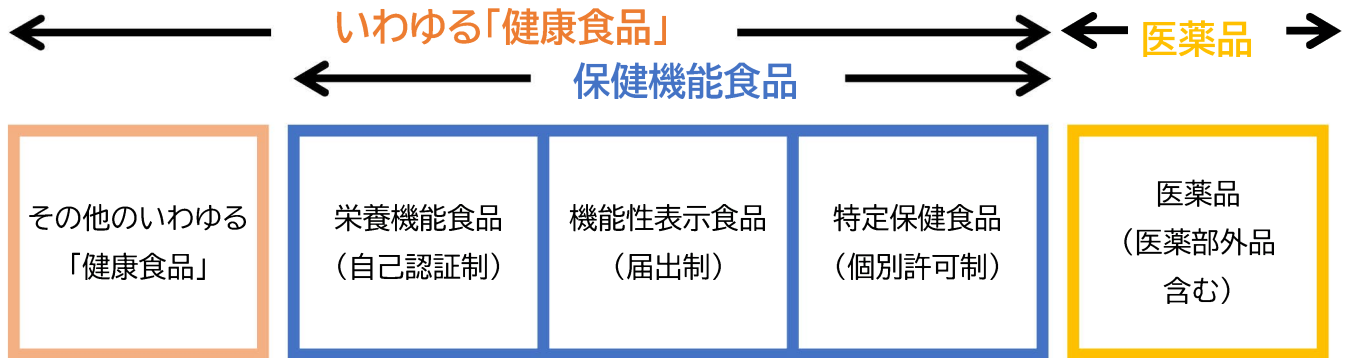 いわゆる「健康食品」
医薬品
保健機能食品
その他のいわゆる
「健康食品」
栄養機能食品
（自己認証制）
機能性表示食品
（届出制）
特定保健食品
（個別許可制）
医薬品
（医薬部外品
含む）